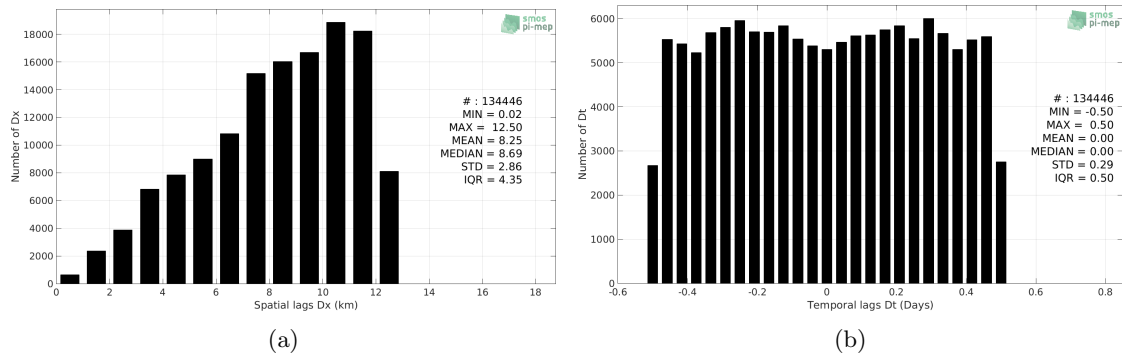 18000
16000
14000
12000
10000
8000
6000
4000
2000
0
Number of Dx
0 2 4 6 8 10 12 14 16 18
Spatial lags Dx (km)
smos
pi-mep
# : 134446
MIN = 0.02
MAX = 12.50
MEAN = 8.25
MEDIAN = 8.69
STD = 2.86
IQR = 4.35
(a)
6000
5000
4000
3000
2000
1000
0
Number of Dt
-0.6 -0.4 -0.2 0 0.2 0.4 0.6 0.8
Temporal lags Dt (Days)
smos
pi-mep
# : 134446
MIN = -0.50
MAX = 0.50
MEAN = 0.00
MEDIAN = 0.00
STD = 0.29
IQR = 0.50
(b)